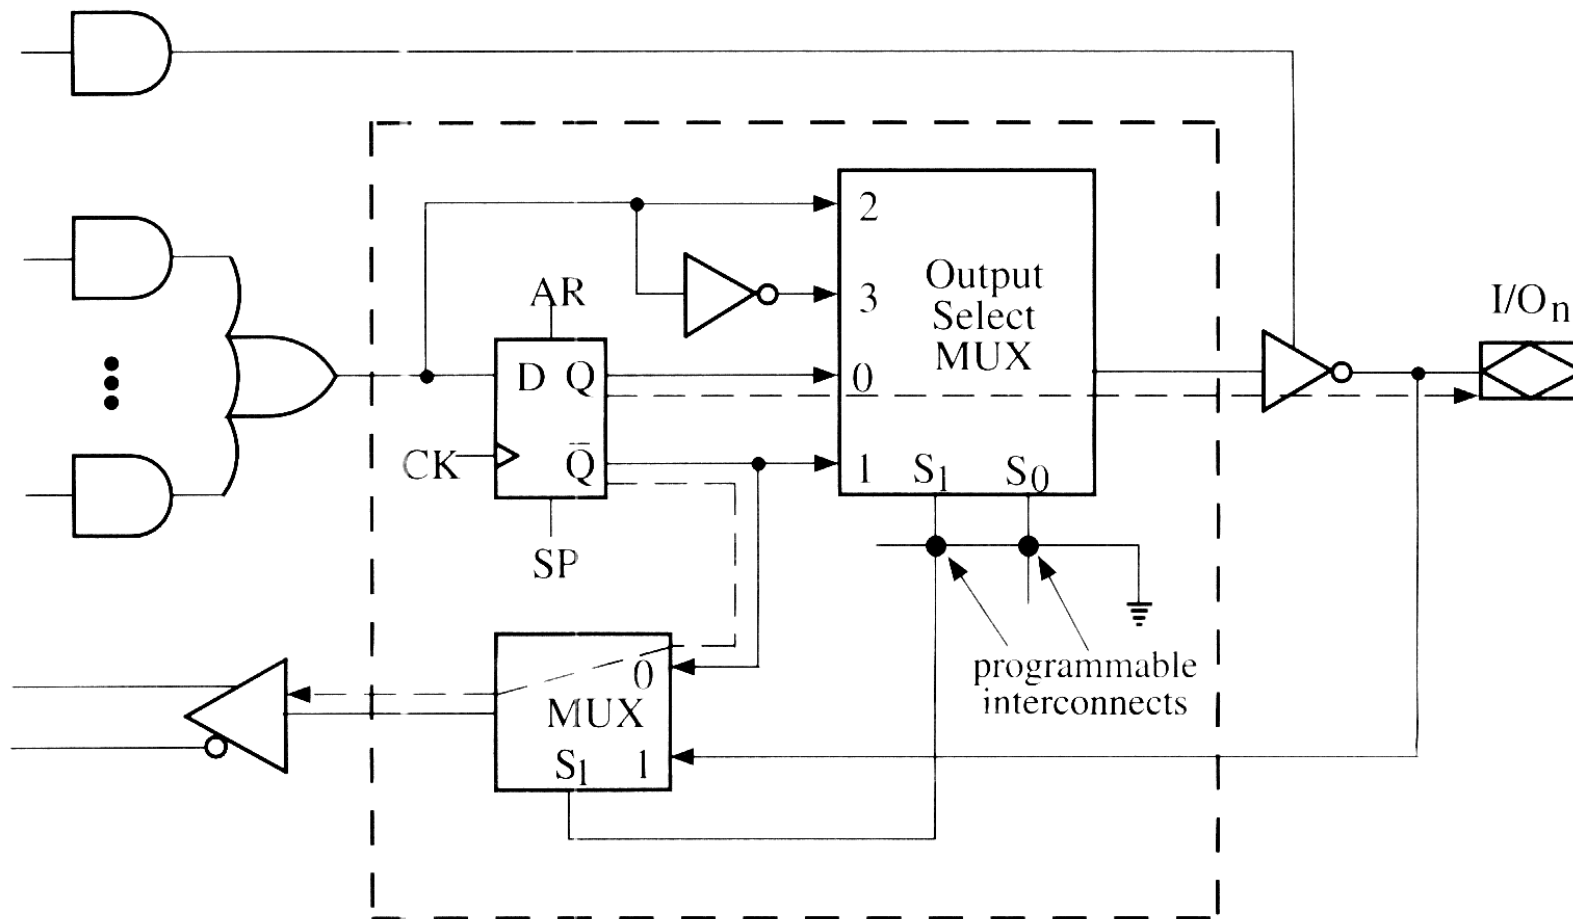 2
Output
Select
MUX
I/Oₙ
AR
3
D Q
0
CK
Q̄
1 S₁ S₀
SP
programmable
interconnects
0
MUX
S₁ 1